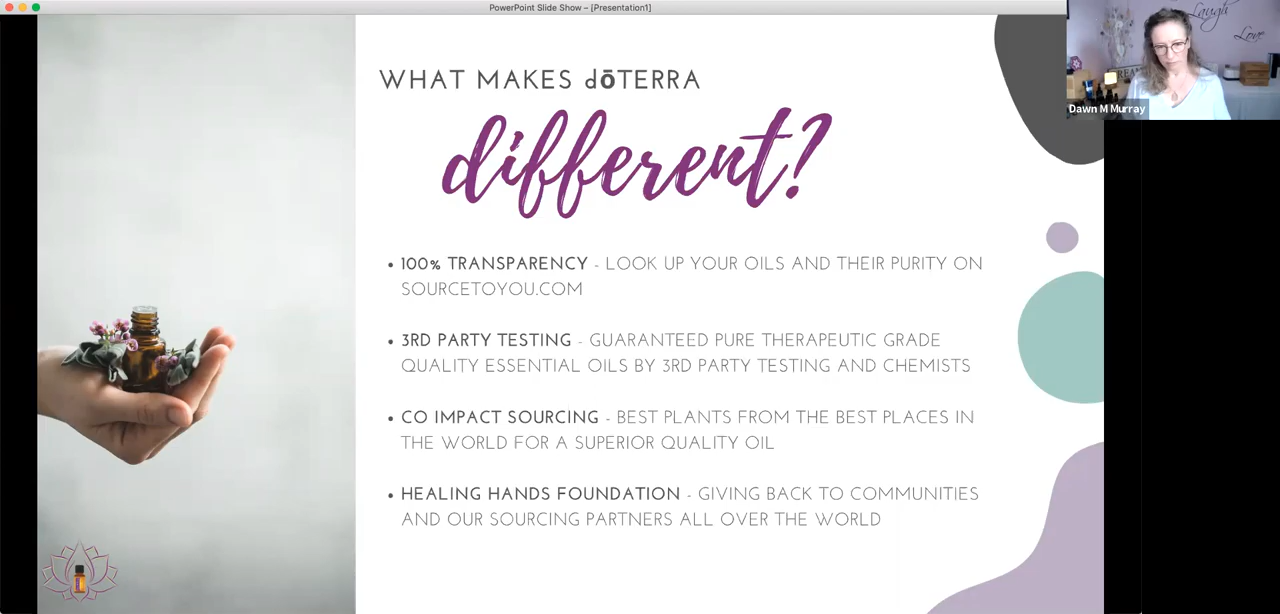 PowerPoint Slide Show – [Presentation1]
WHAT MAKES dōTERRA
different?
• 100% TRANSPARENCY - LOOK UP YOUR OILS AND THEIR PURITY ON
SOURCETOYOU.COM
• 3RD PARTY TESTING - GUARANTEED PURE THERAPEUTIC GRADE
QUALITY ESSENTIAL OILS BY 3RD PARTY TESTING AND CHEMISTS
• CO IMPACT SOURCING - BEST PLANTS FROM THE BEST PLACES IN
THE WORLD FOR A SUPERIOR QUALITY OIL
• HEALING HANDS FOUNDATION - GIVING BACK TO COMMUNITIES
AND OUR SOURCING PARTNERS ALL OVER THE WORLD
Laugh
Love
Dawn M Murray